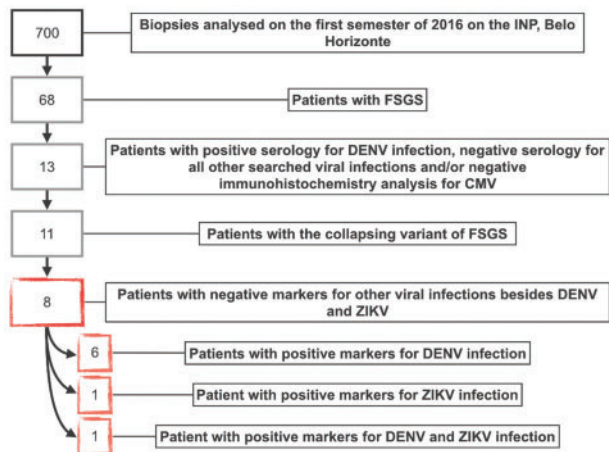 700
Biopsies analysed on the first semester of 2016 on the INP, Belo
Horizonte
68
Patients with FSGS
13
Patients with positive serology for DENV infection, negative serology for
all other searched viral infections and/or negative
immunohistochemistry analysis for CMV
11
Patients with the collapsing variant of FSGS
8
Patients with negative markers for other viral infections besides DENV
and ZIKV
6
Patients with positive markers for DENV infection
1
Patient with positive markers for ZIKV infection
1
Patient with positive markers for DENV and ZIKV infection